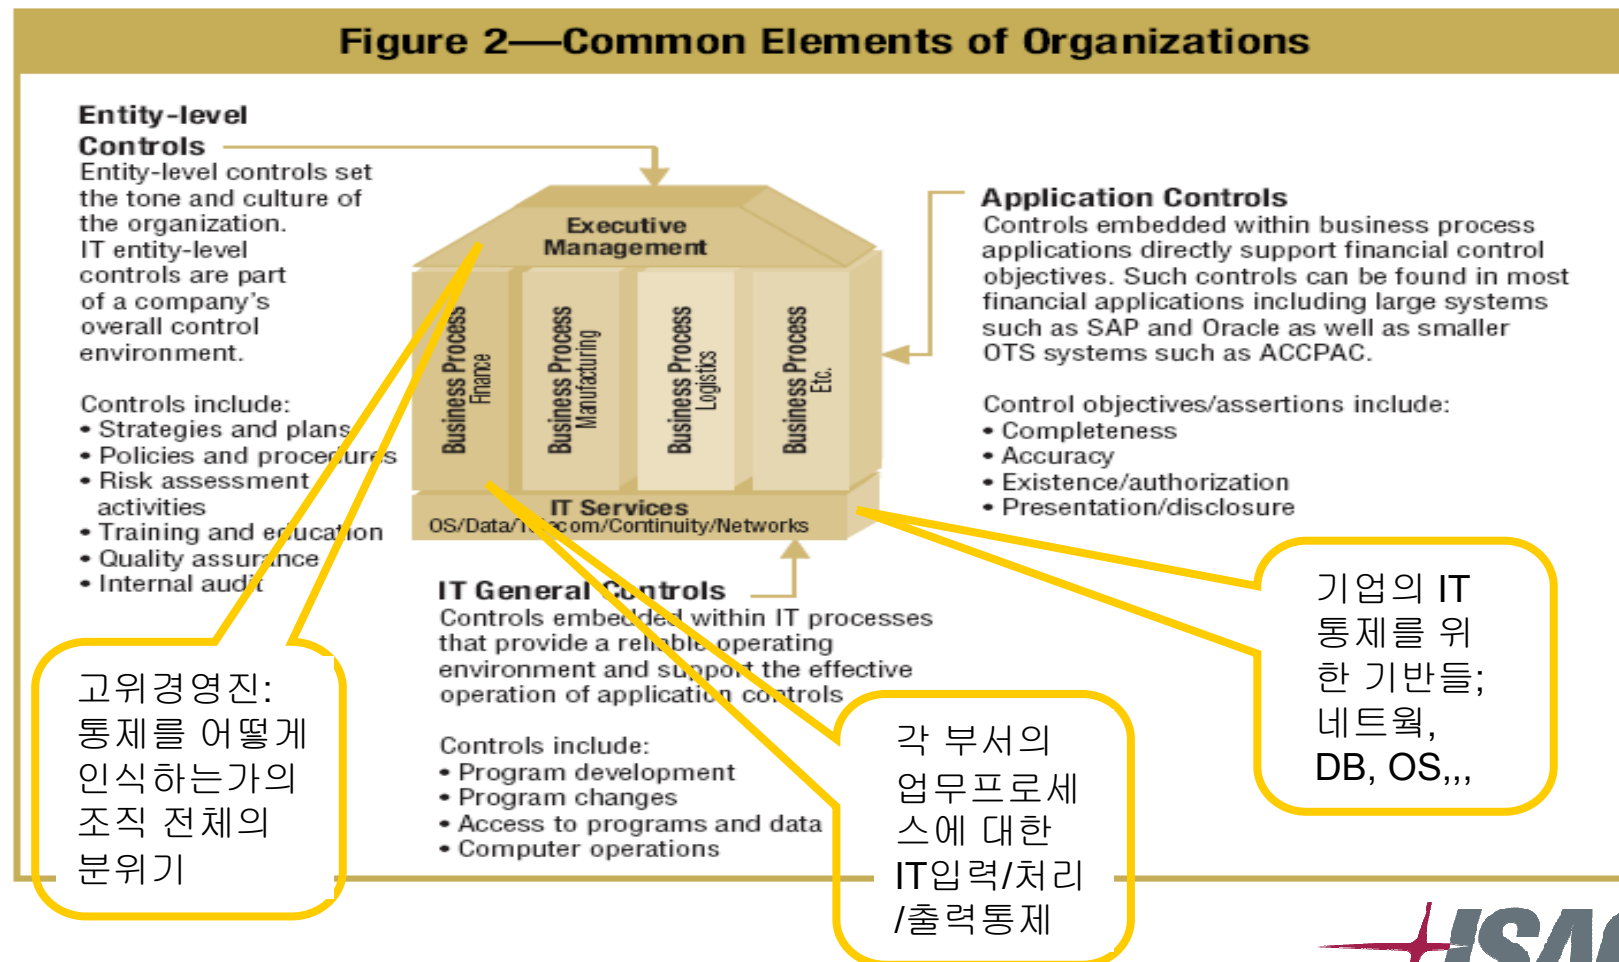 Figure 2—Common Elements of Organizations
Entity-level
Controls
Entity-level controls set
the tone and culture of
the organization.
IT entity-level
controls are part
of a company's
overall control
environment.
Controls include:
• Strategies and plans
• Policies and procedures
• Risk assessment
activities
• Training and education
• Quality assurance
• Internal audit
Executive
Management
Business Process
Finance
Business Process
Manufacturing
Business Process
Logistics
Business Process
Etc.
IT Services
OS/Data/Telecom/Continuity/Networks
Application Controls
Controls embedded within business process
applications directly support financial control
objectives. Such controls can be found in most
financial applications including large systems
such as SAP and Oracle as well as smaller
OTS systems such as ACCPAC.
Control objectives/assertions include:
• Completeness
• Accuracy
• Existence/authorization
• Presentation/disclosure
IT General Controls
Controls embedded within IT processes
that provide a reliable operating
environment and support the effective
operation of application controls
Controls include:
• Program development
• Program changes
• Access to programs and data
• Computer operations
고위경영진:
통제를 어떻게
인식하는가의
조직 전체의
분위기
각 부서의
업무프로세
스에 대한
IT입력/처리
/출력통제
기업의 IT
통제를 위
한 기반들;
네트웍,
DB, OS,,,